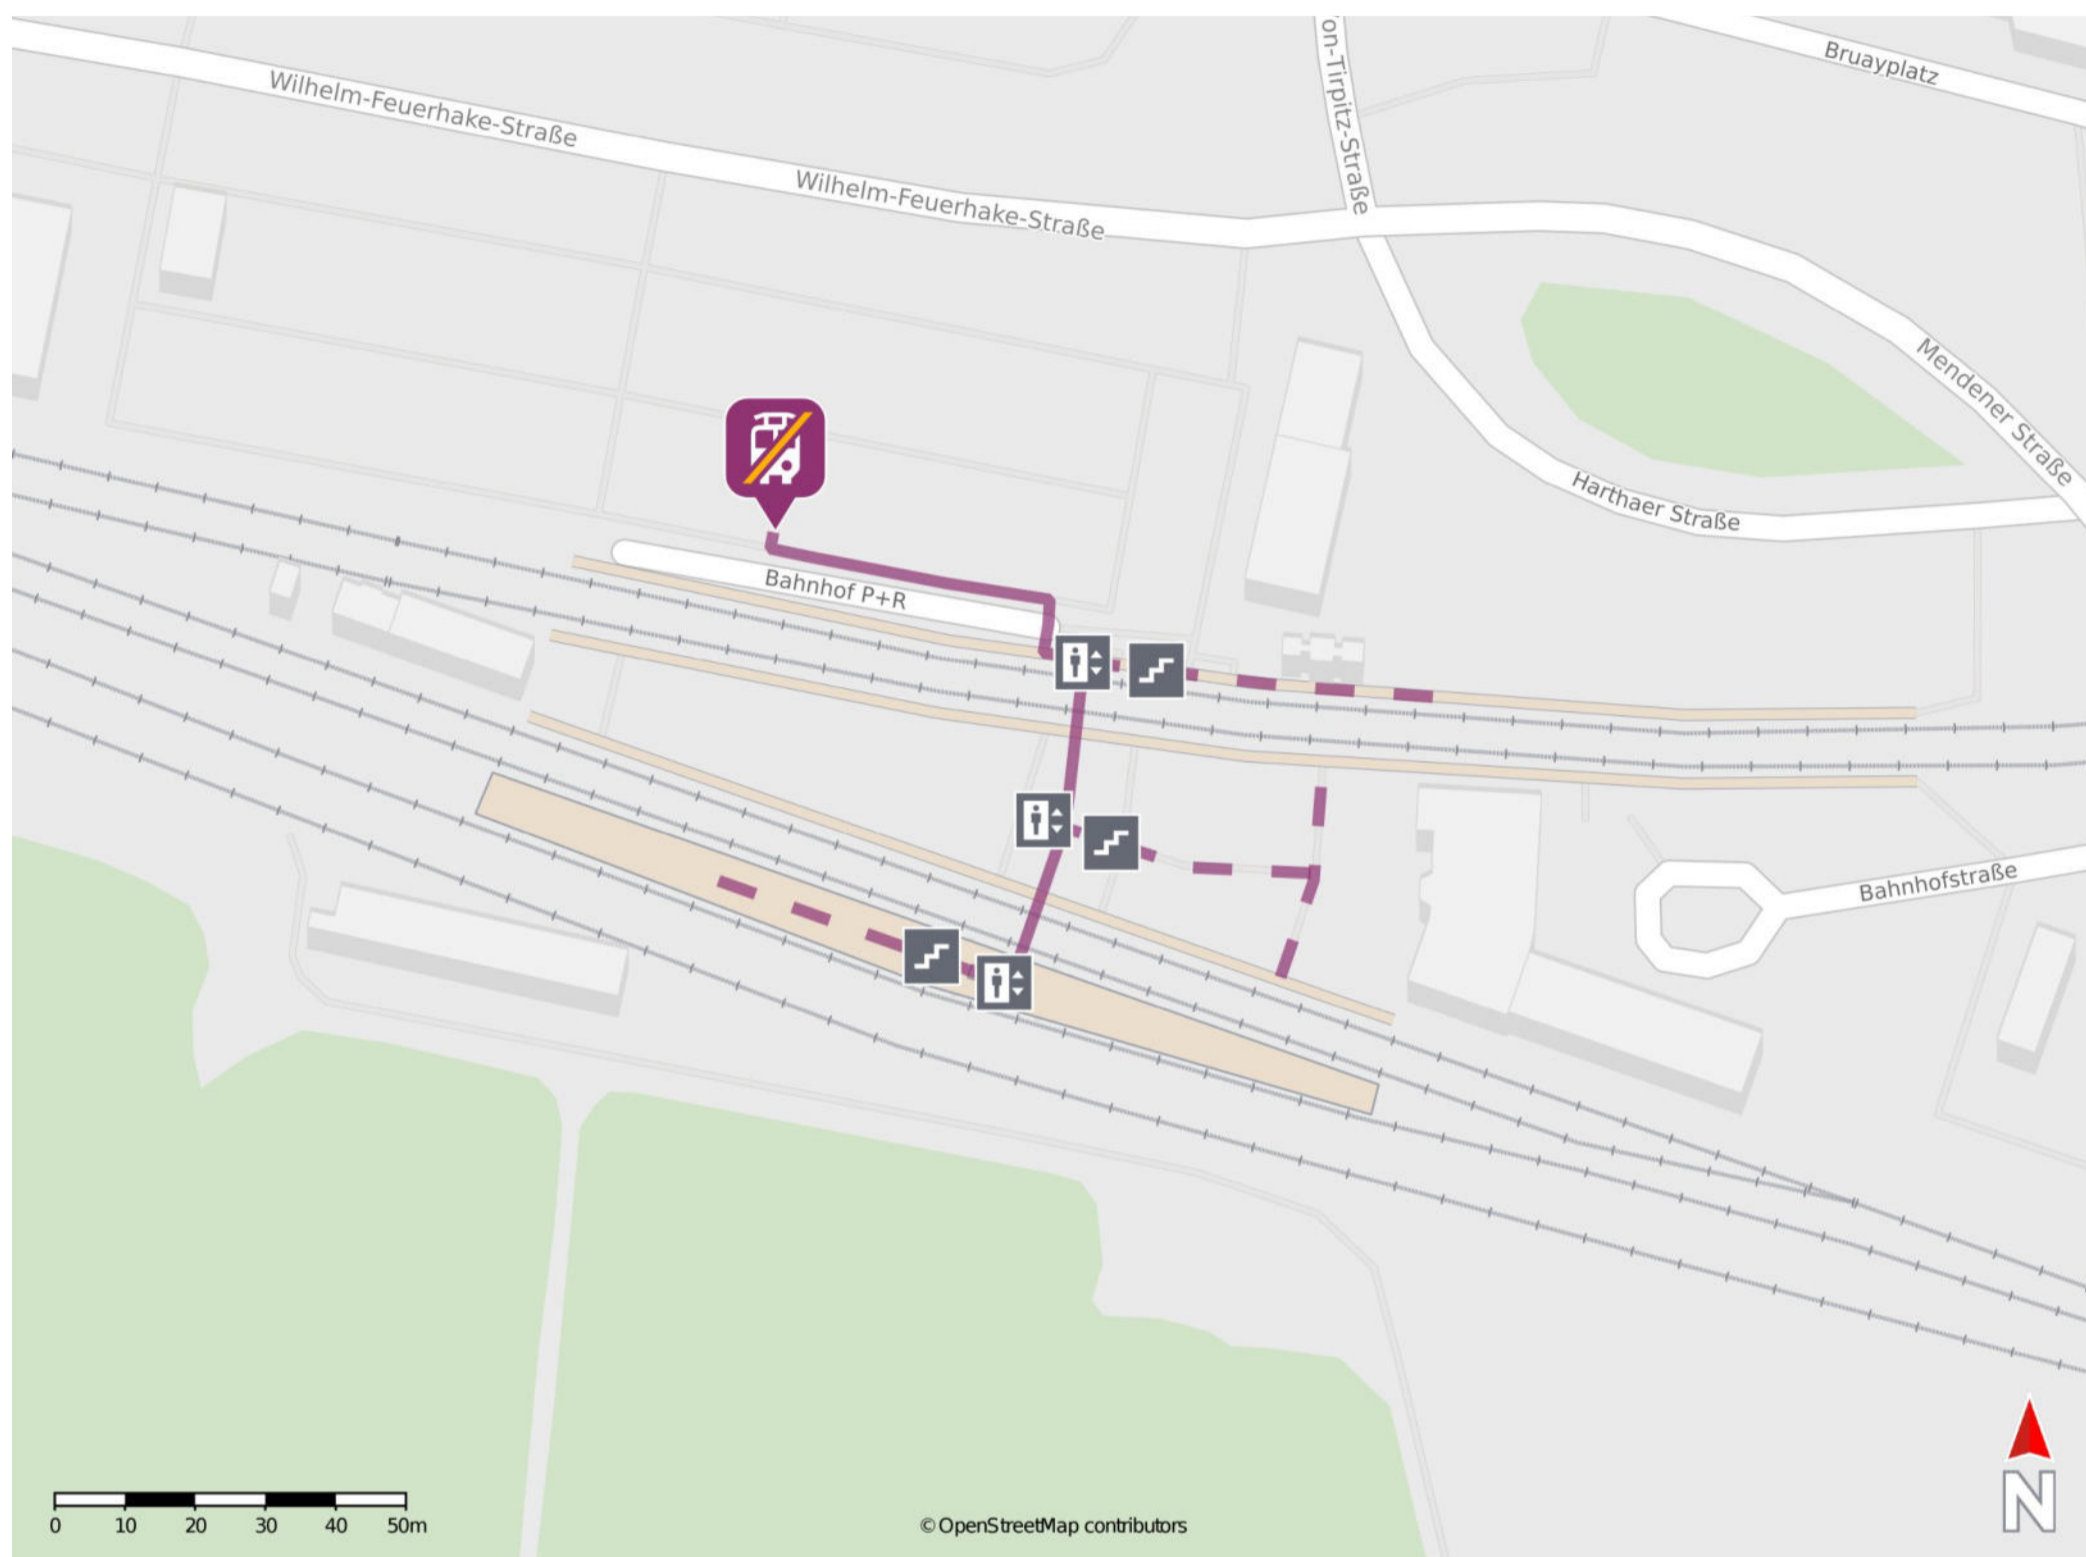 Bruayplatz
on-Tirpitz-Straße
Wilhelm-Feuerhake-Straße
Wilhelm-Feuerhake-Straße
Mendener Straße
Harthaer Straße
Bahnhof P+R
Bahnhofstraße
N
0 10 20 30 40 50m
© OpenStreetMap contributors